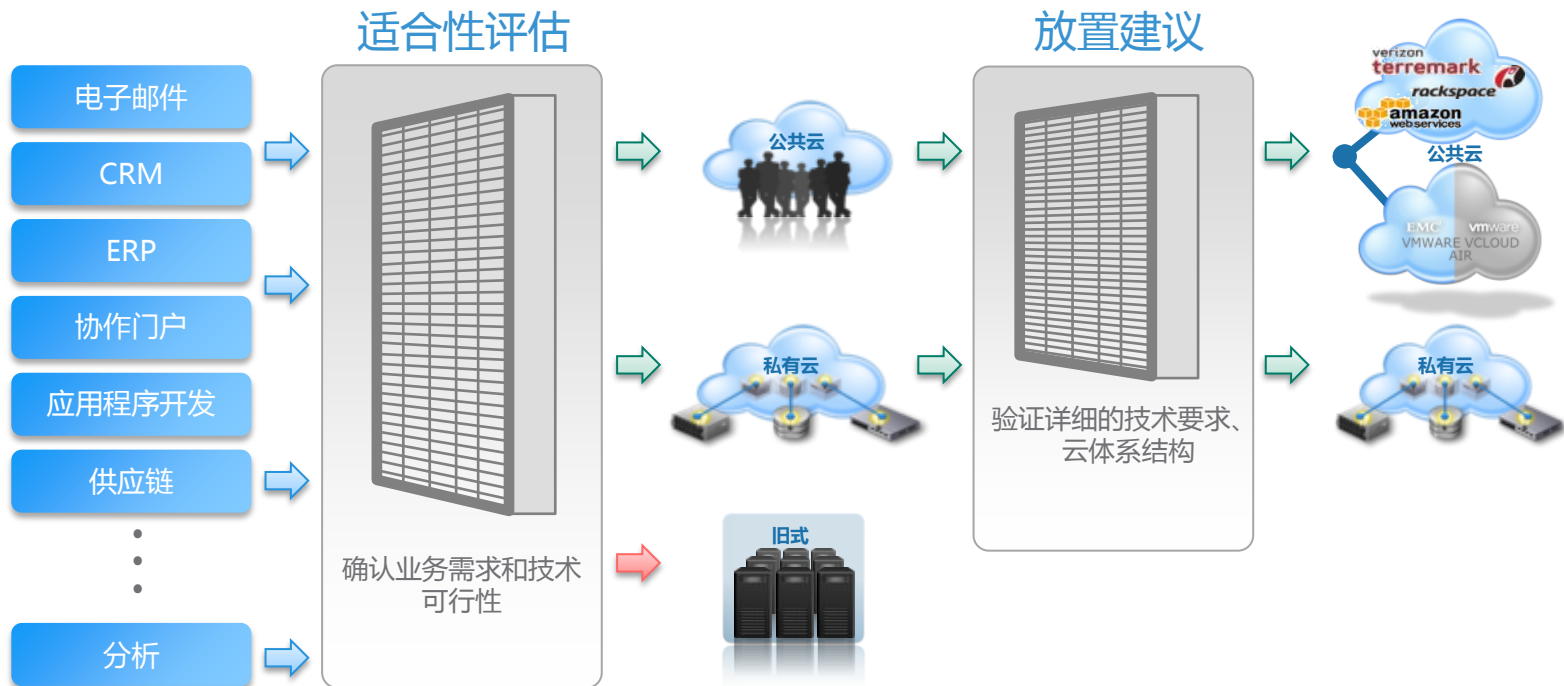 适合性评估
放置建议
电子邮件
CRM
ERP
协作门户
应用程序开发
供应链
分析
确认业务需求和技术
可行性
公共云
私有云
旧式
验证详细的技术要求、
云体系结构
verizon
terremark
rackspace
amazon
webservices
公共云
EMC²
vmware
VMWARE VCLOUD
AIR
私有云